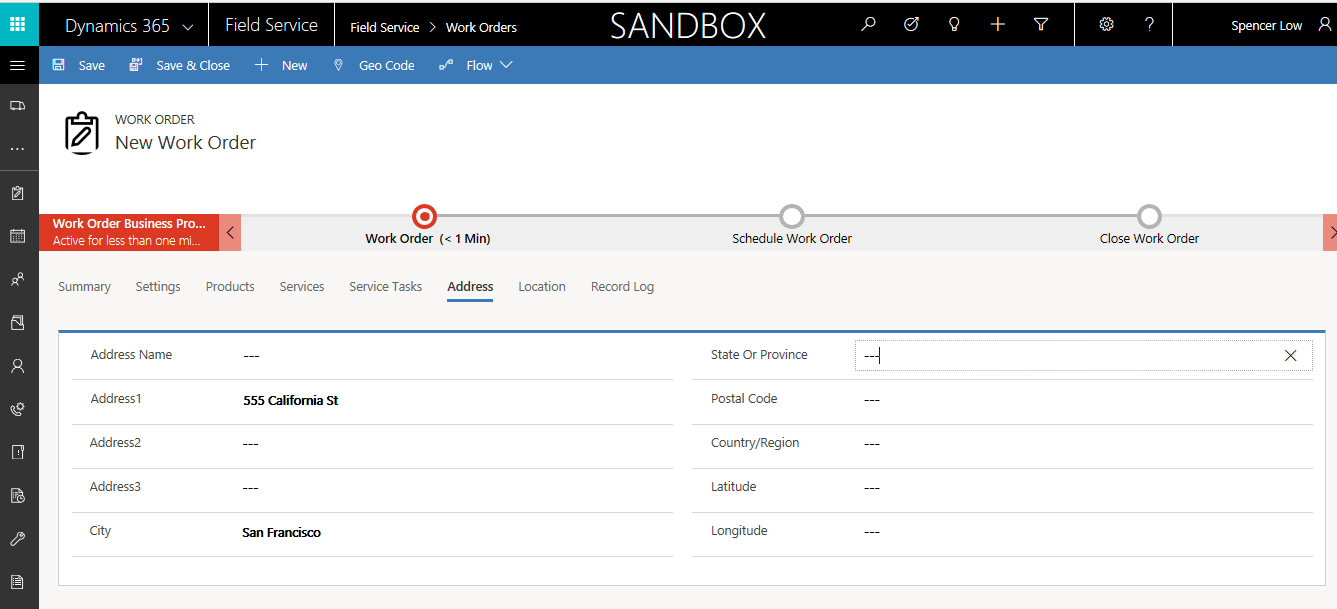 Dynamics 365
Field Service
Field Service > Work Orders
SANDBOX
?
Spencer Low
Save
Save & Close
New
Geo Code
Flow
WORK ORDER
New Work Order
Work Order Business Pro...
Active for less than one mi...
Work Order (< 1 Min)
Schedule Work Order
Close Work Order
Summary
Settings
Products
Services
Service Tasks
Address
Location
Record Log
Address Name ---
Address1 555 California St
Address2 ---
Address3 ---
City San Francisco
State Or Province ---
Postal Code ---
Country/Region ---
Latitude ---
Longitude ---